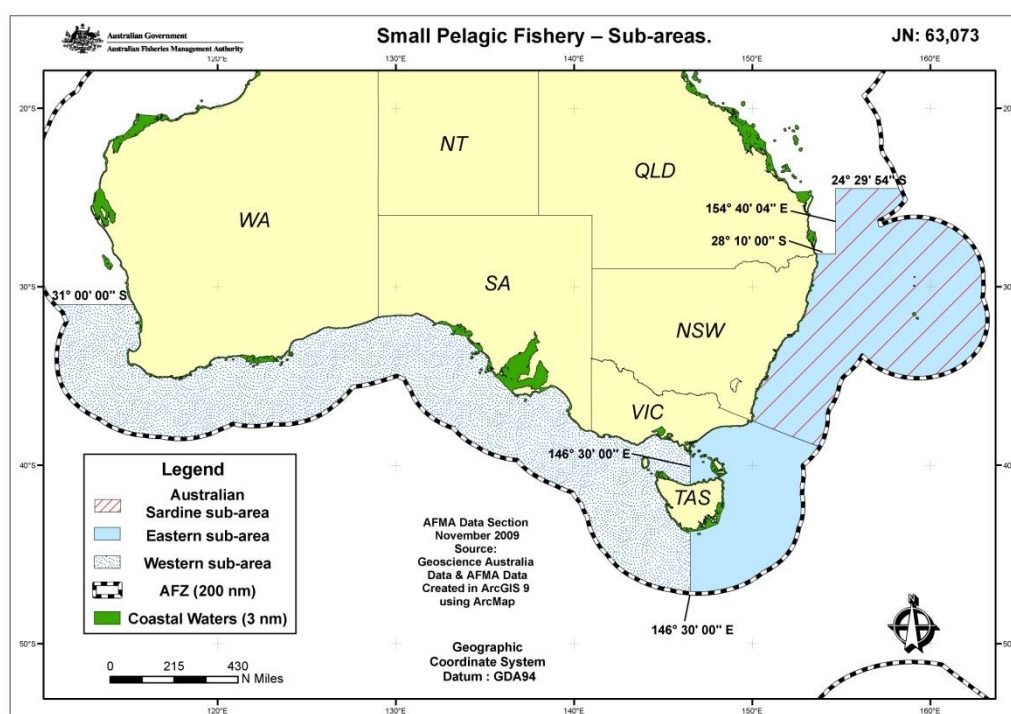 Australian Government
Australian Fisheries Management Authority
Small Pelagic Fishery – Sub-areas.
JN: 63,073
120°E
130°E
140°E
150°E
160°E
20°S
20°S
NT
QLD
WA
24° 29' 54" S
154° 40' 04" E
28° 10' 00" S
SA
31° 00' 00" S
30°S
30°S
NSW
VIC
146° 30' 00" E
40°S
40°S
TAS
Legend
Australian
Sardine sub-area
Eastern sub-area
Western sub-area
AFZ (200 nm)
Coastal Waters (3 nm)
AFMA Data Section
November 2009
Source:
Geoscience Australia
Data & AFMA Data
Created in ArcGIS 9
using ArcMap
146° 30' 00" E
N
50°S
50°S
Geographic
Coordinate System
Datum : GDA94
0 215 430
N Miles
120°E
130°E
140°E
150°E
160°E